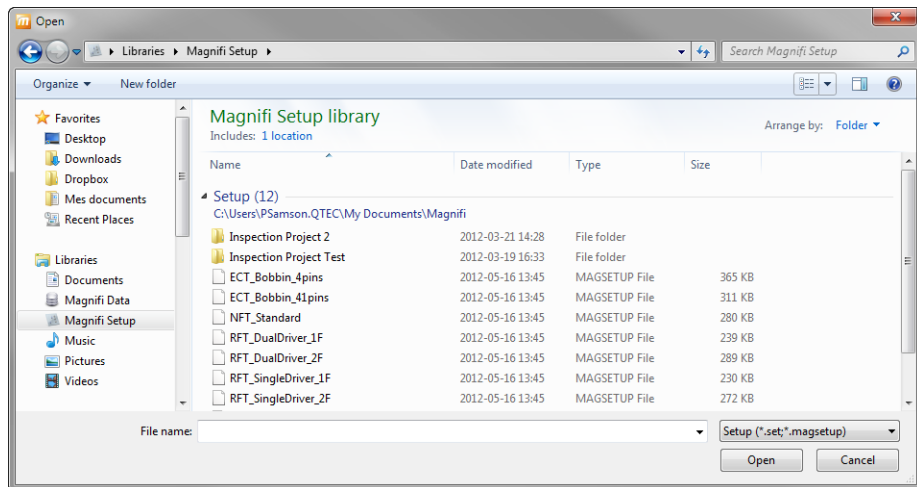 Open
Libraries Magnifi Setup
Search Magnifi Setup
Organize New folder
Favorites
Desktop
Downloads
Dropbox
Mes documents
Recent Places
Libraries
Documents
Magnifi Data
Magnifi Setup
Music
Pictures
Videos
Magnifi Setup library
Includes: 1 location
Arrange by: Folder
Name Date modified Type Size
Setup (12)
C:\Users\PSamson.QTEC\My Documents\Magnifi
Inspection Project 2 2012-03-21 14:28 File folder
Inspection Project Test 2012-03-19 16:33 File folder
ECT_Bobbin_4pins 2012-05-16 13:45 MAGSETUP File 365 KB
ECT_Bobbin_41pins 2012-05-16 13:45 MAGSETUP File 311 KB
NFT_Standard 2012-05-16 13:45 MAGSETUP File 280 KB
RFT_DualDriver_1F 2012-05-16 13:45 MAGSETUP File 239 KB
RFT_DualDriver_2F 2012-05-16 13:45 MAGSETUP File 289 KB
RFT_SingleDriver_1F 2012-05-16 13:45 MAGSETUP File 230 KB
RFT_SingleDriver_2F 2012-05-16 13:45 MAGSETUP File 272 KB
File name:
Setup (*.set;*.magsetup)
Open Cancel